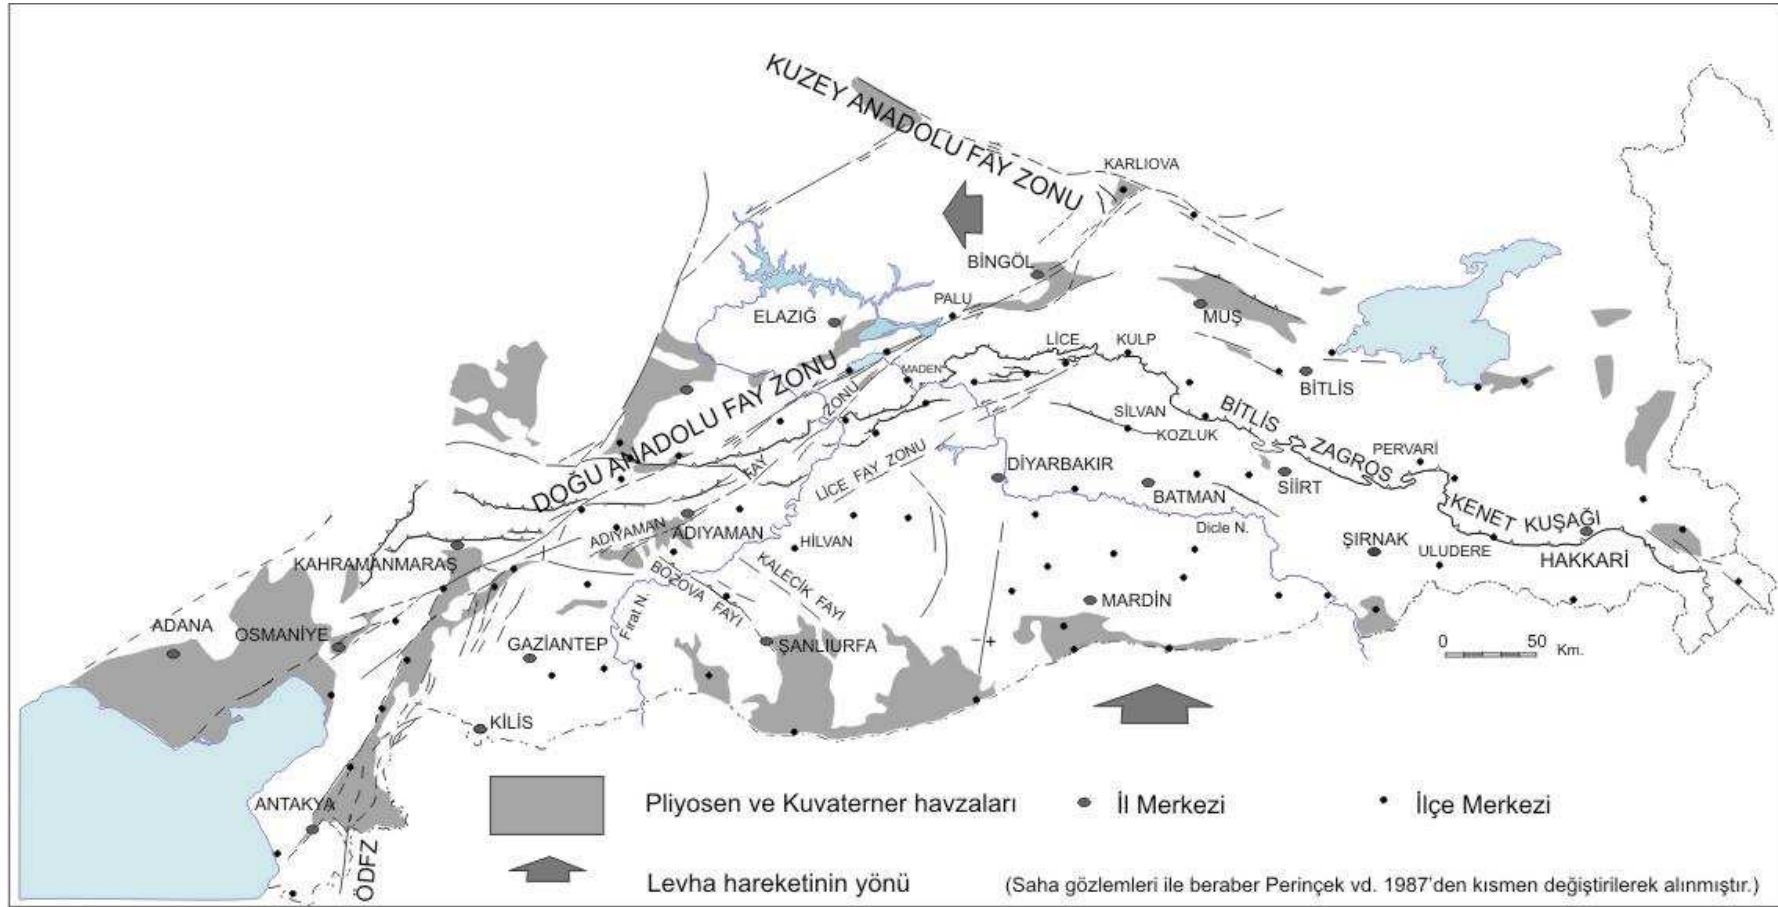 KUZEY ANADOLU FAY ZONU
KARLIOVA
BİNGÖL
PALU
ELAZIĞ
MUŞ
LİCE
KULP
MADEN
BİTLİS
DOĞU ANADOLU FAY ZONU
SİLVAN
KOZLUK
BİTLİS ZAGROS KENET KUŞAĞI
PERVARİ
DİYARBAKIR
BATMAN
SİİRT
LİCE FAY ZONU
ADIYAMAN FAY ZONU
ADIYAMAN
HİLVAN
Dicle N.
ŞIRNAK
ULUDERE
HAKKARİ
KAHRAMANMARAŞ
BOZOVA FAYI
KALECİK FAYI
Fırat N.
MARDİN
ADANA
OSMANİYE
GAZİANTEP
ŞANLIURFA
- +
0 50 Km.
KİLİS
ANTAKYA
ÖDFZ
Pliyosen ve Kuvaterner havzaları
İl Merkezi
İlçe Merkezi
Levha hareketinin yönü
(Saha gözlemleri ile beraber Perinçek vd. 1987'den kısmen değiştirilerek alınmıştır.)